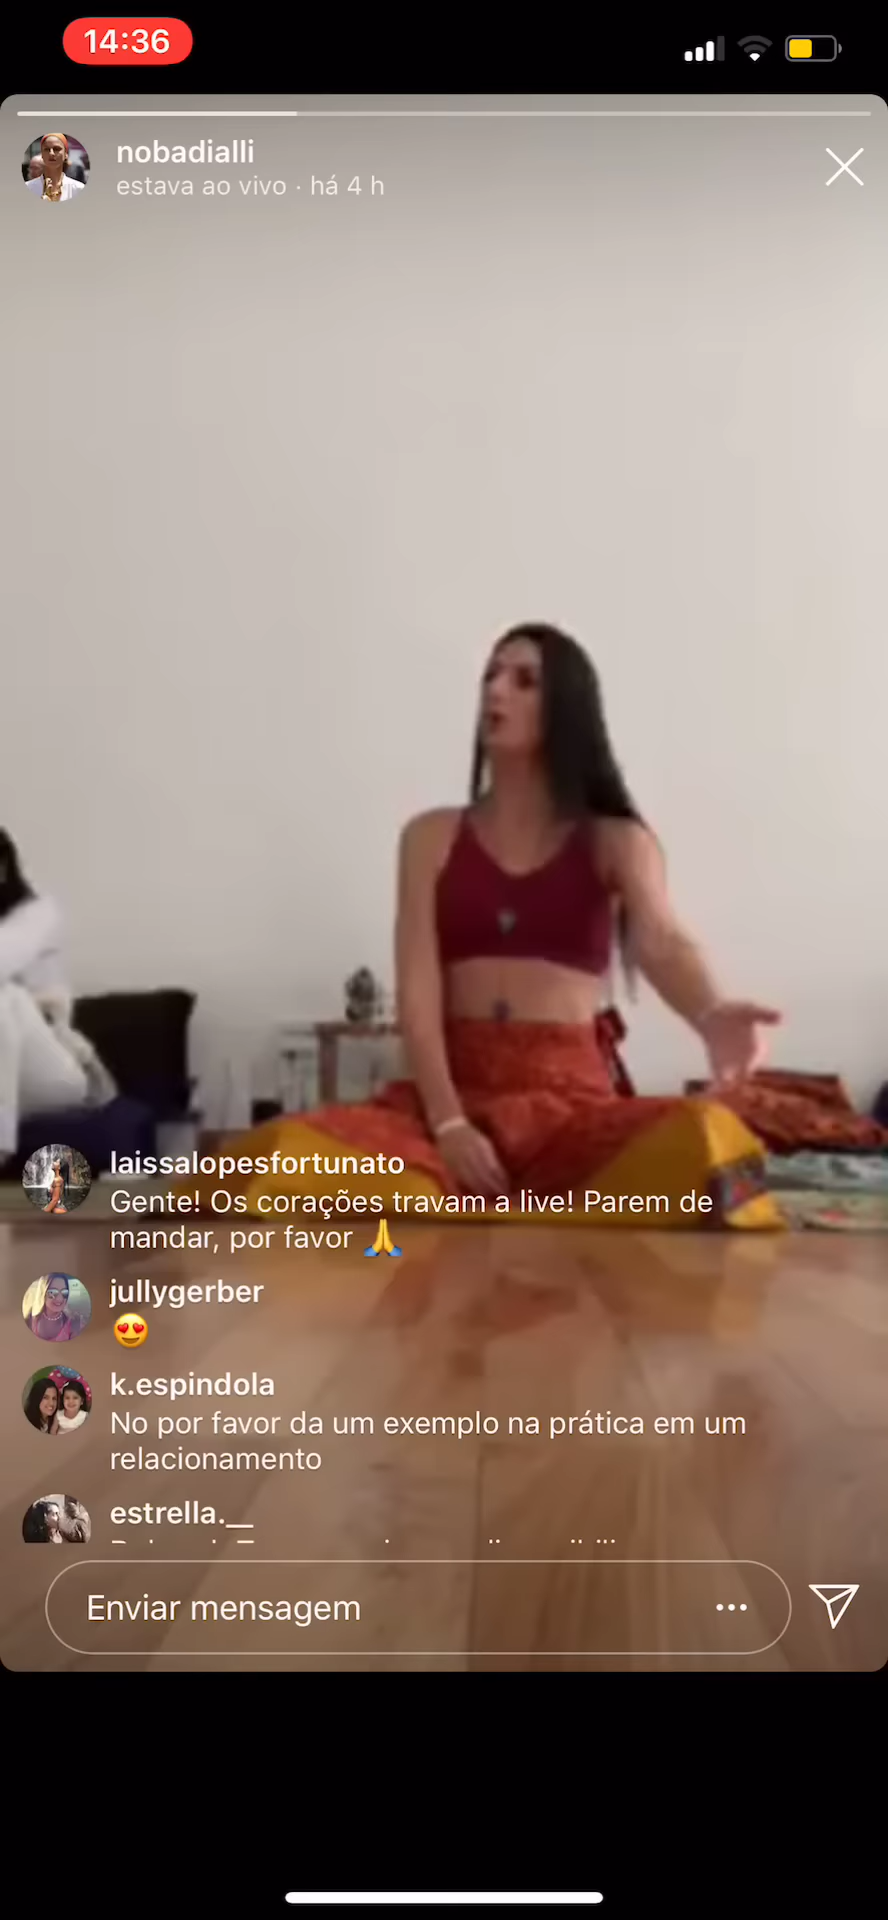 14:36
nobadialli
estava ao vivo · há 4 h
laissalopesfortunato
Gente! Os corações travam a live! Parem de
mandar, por favor 🙏
jullygerber
😍
k.espindola
No por favor da um exemplo na prática em um
relacionamento
estrella.__
Enviar mensagem